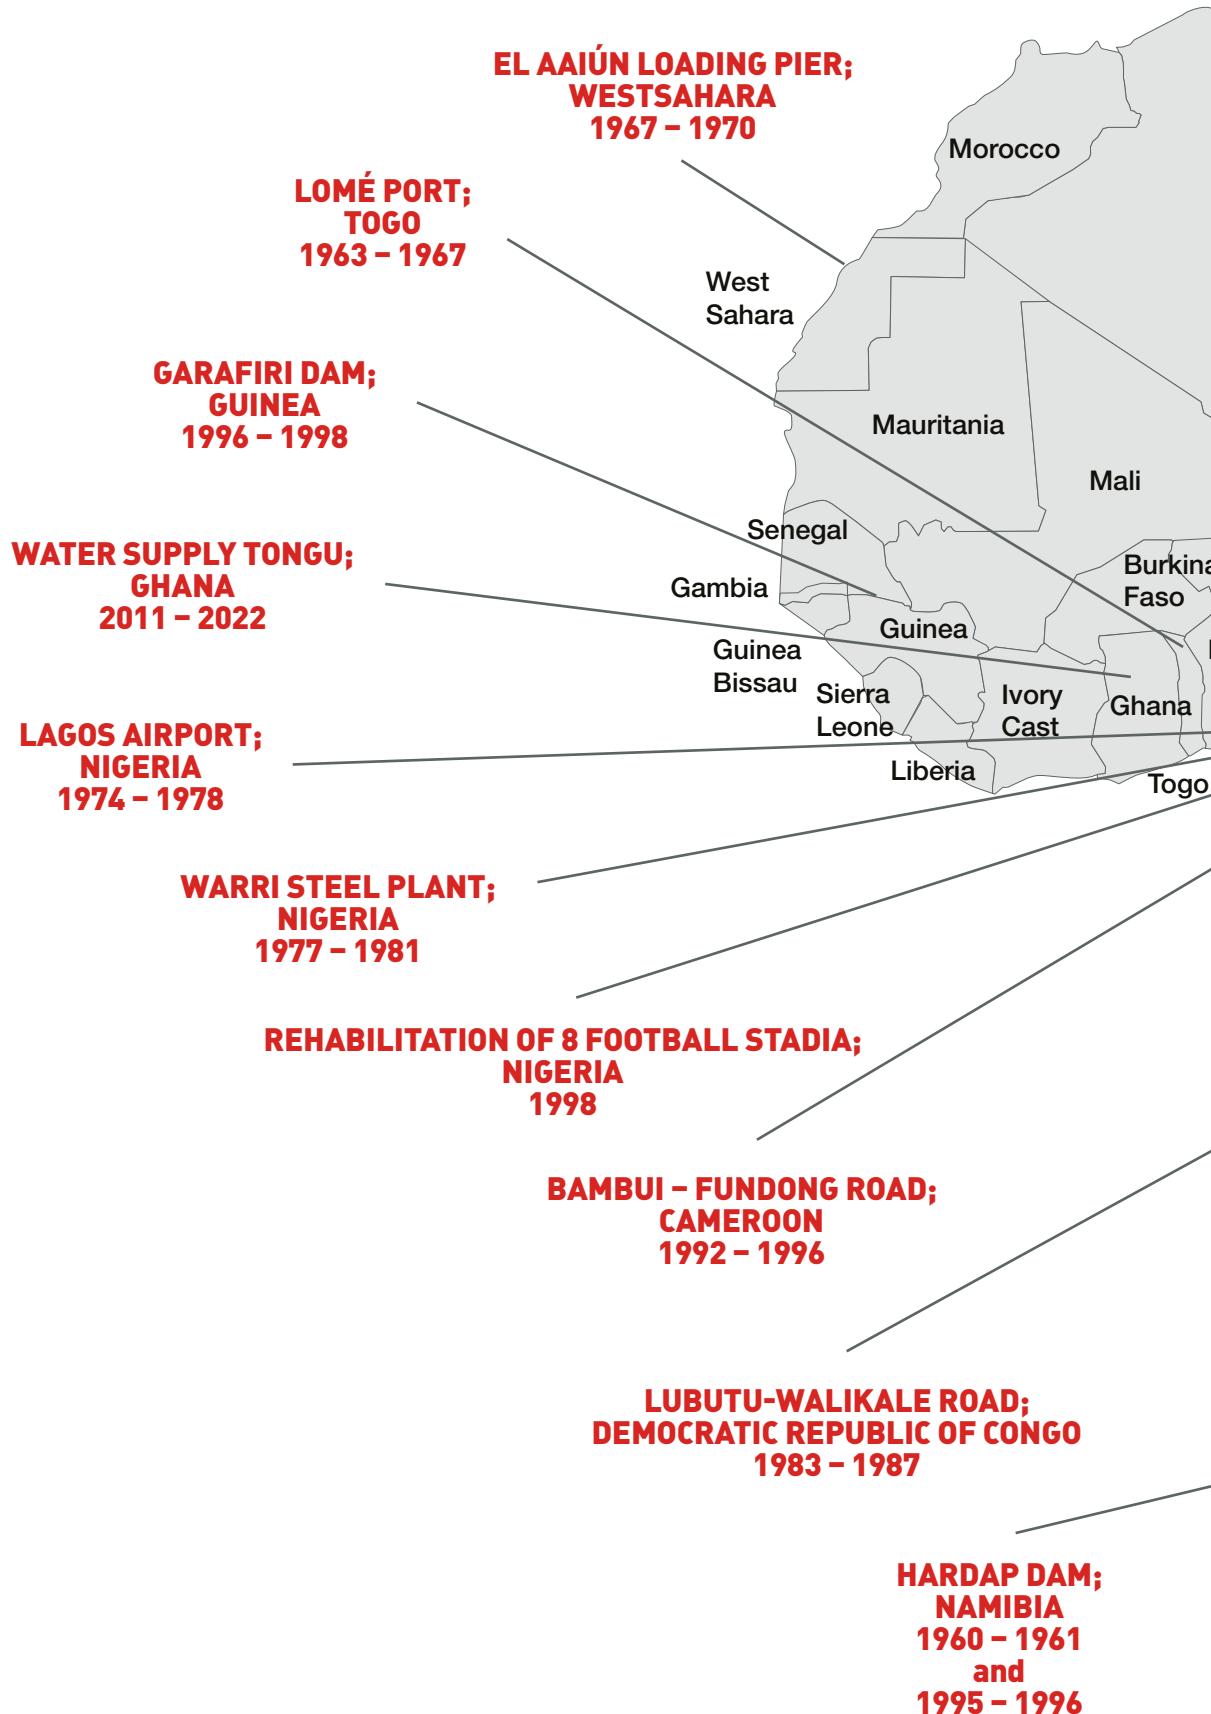 EL AAIÚN LOADING PIER;
WESTSAHARA
1967 – 1970
Morocco
LOMÉ PORT;
TOGO
1963 – 1967
West
Sahara
GARAFIRI DAM;
GUINEA
1996 – 1998
Mauritania
Mali
Senegal
WATER SUPPLY TONGU;
GHANA
2011 – 2022
Gambia
Burkina
Faso
Guinea
Guinea
Bissau
Sierra
Leone
Ivory
Cast
Ghana
LAGOS AIRPORT;
NIGERIA
1974 – 1978
Liberia
Togo
WARRI STEEL PLANT;
NIGERIA
1977 – 1981
REHABILITATION OF 8 FOOTBALL STADIA;
NIGERIA
1998
BAMBUI – FUNDONG ROAD;
CAMEROON
1992 – 1996
LUBUTU-WALIKALE ROAD;
DEMOCRATIC REPUBLIC OF CONGO
1983 – 1987
HARDAP DAM;
NAMIBIA
1960 – 1961
and
1995 – 1996